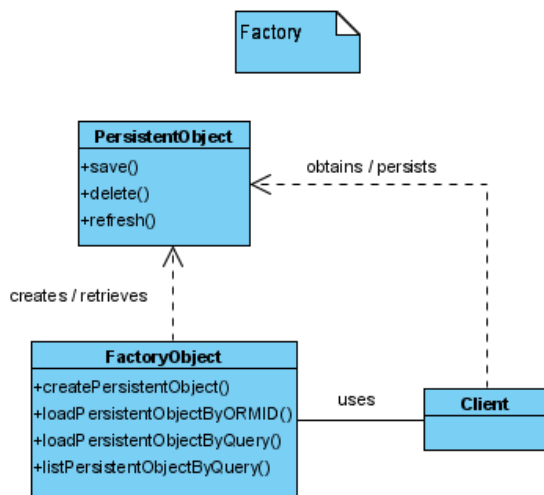 Factory
PersistentObject
+save()
+delete()
+refresh()
obtains / persists
creates / retrieves
FactoryObject
+createPersistentObject()
+loadPersistentObjectByORMID()
+loadPersistentObjectByQuery()
+listPersistentObjectByQuery()
uses
Client